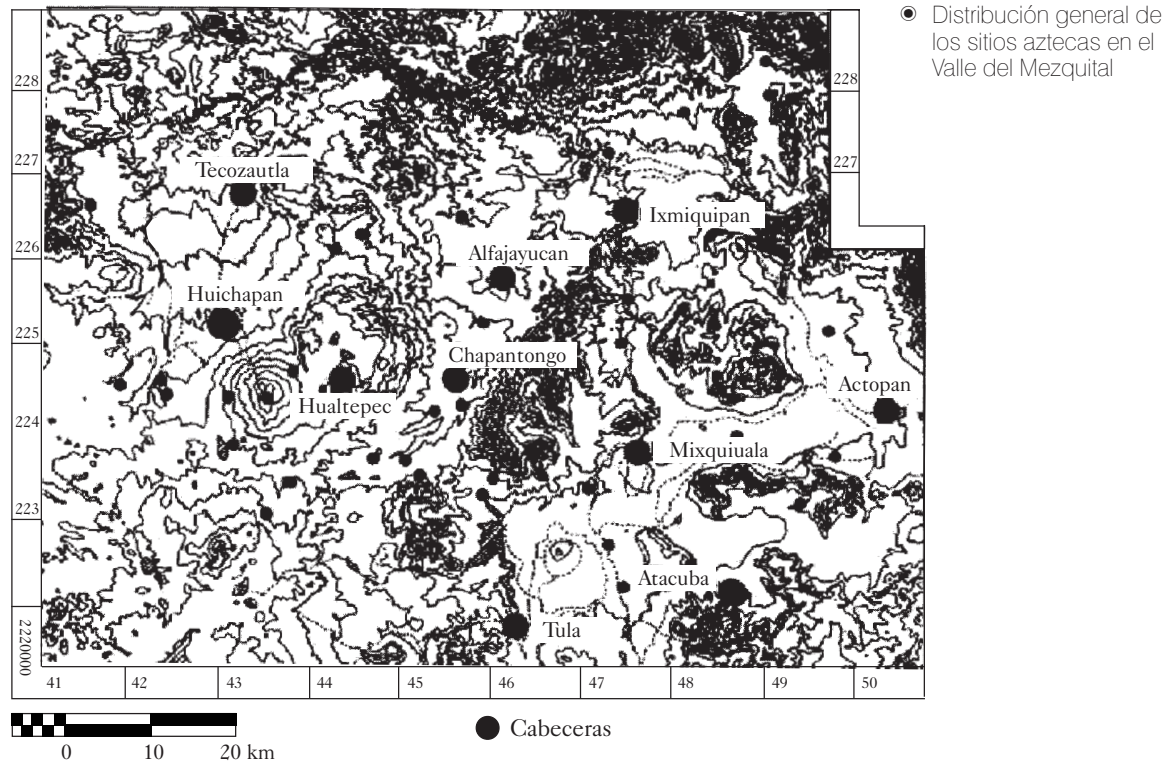 Distribución general de
los sitios aztecas en el
Valle del Mezquital
228
228
227
227
Tecozautla
Ixmiquipan
226
Alfajayucan
Huichapan
225
Chapantongo
Actopan
Hualtepec
224
Mixquiuala
223
Atacuba
Tula
2220000
41
42
43
44
45
46
47
48
49
50
Cabeceras
0 10 20 km